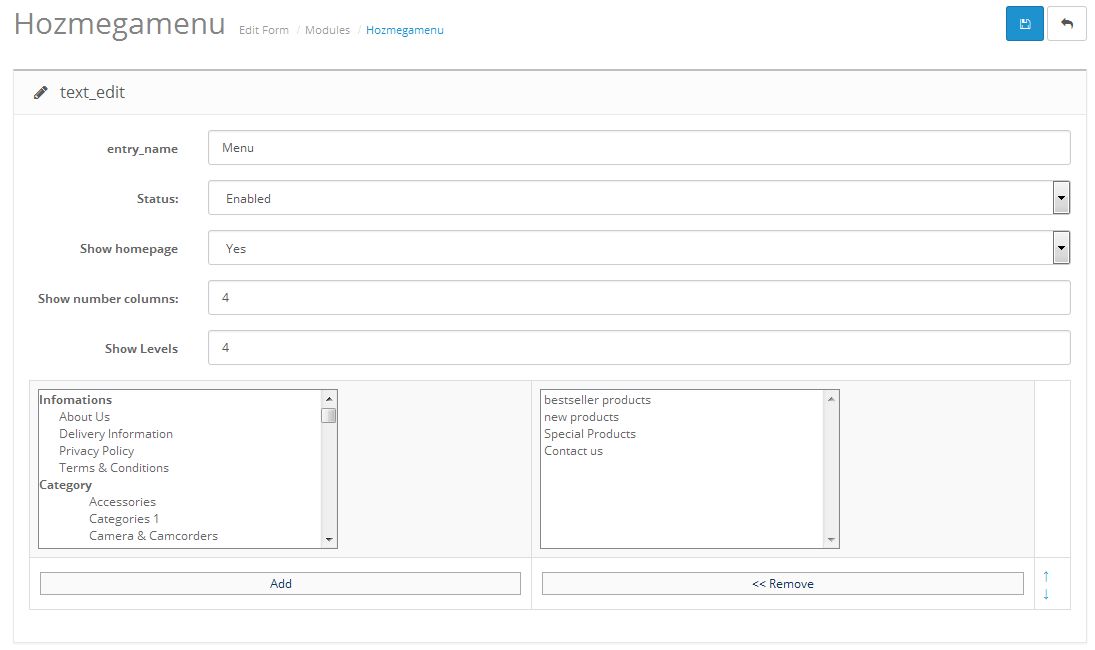 Hozmegamenu Edit Form / Modules / Hozmegamenu
text_edit
entry_name Menu
Status: Enabled
Show homepage Yes
Show number columns: 4
Show Levels 4
Infomations
About Us
Delivery Information
Privacy Policy
Terms & Conditions
Category
Accessories
Categories 1
Camera & Camcorders
bestseller products
new products
Special Products
Contact us
Add
<< Remove
↑
↓